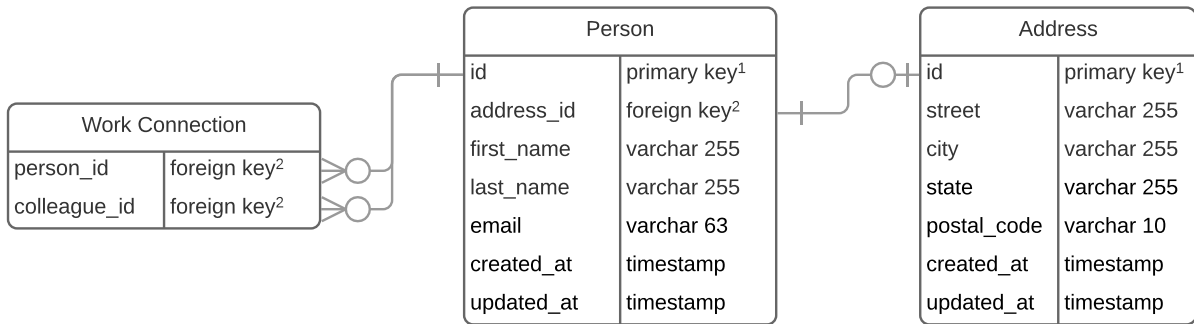 Work Connection
person_id foreign key²
colleague_id foreign key²
Person
id primary key¹
address_id foreign key²
first_name varchar 255
last_name varchar 255
email varchar 63
created_at timestamp
updated_at timestamp
Address
id primary key¹
street varchar 255
city varchar 255
state varchar 255
postal_code varchar 10
created_at timestamp
updated_at timestamp